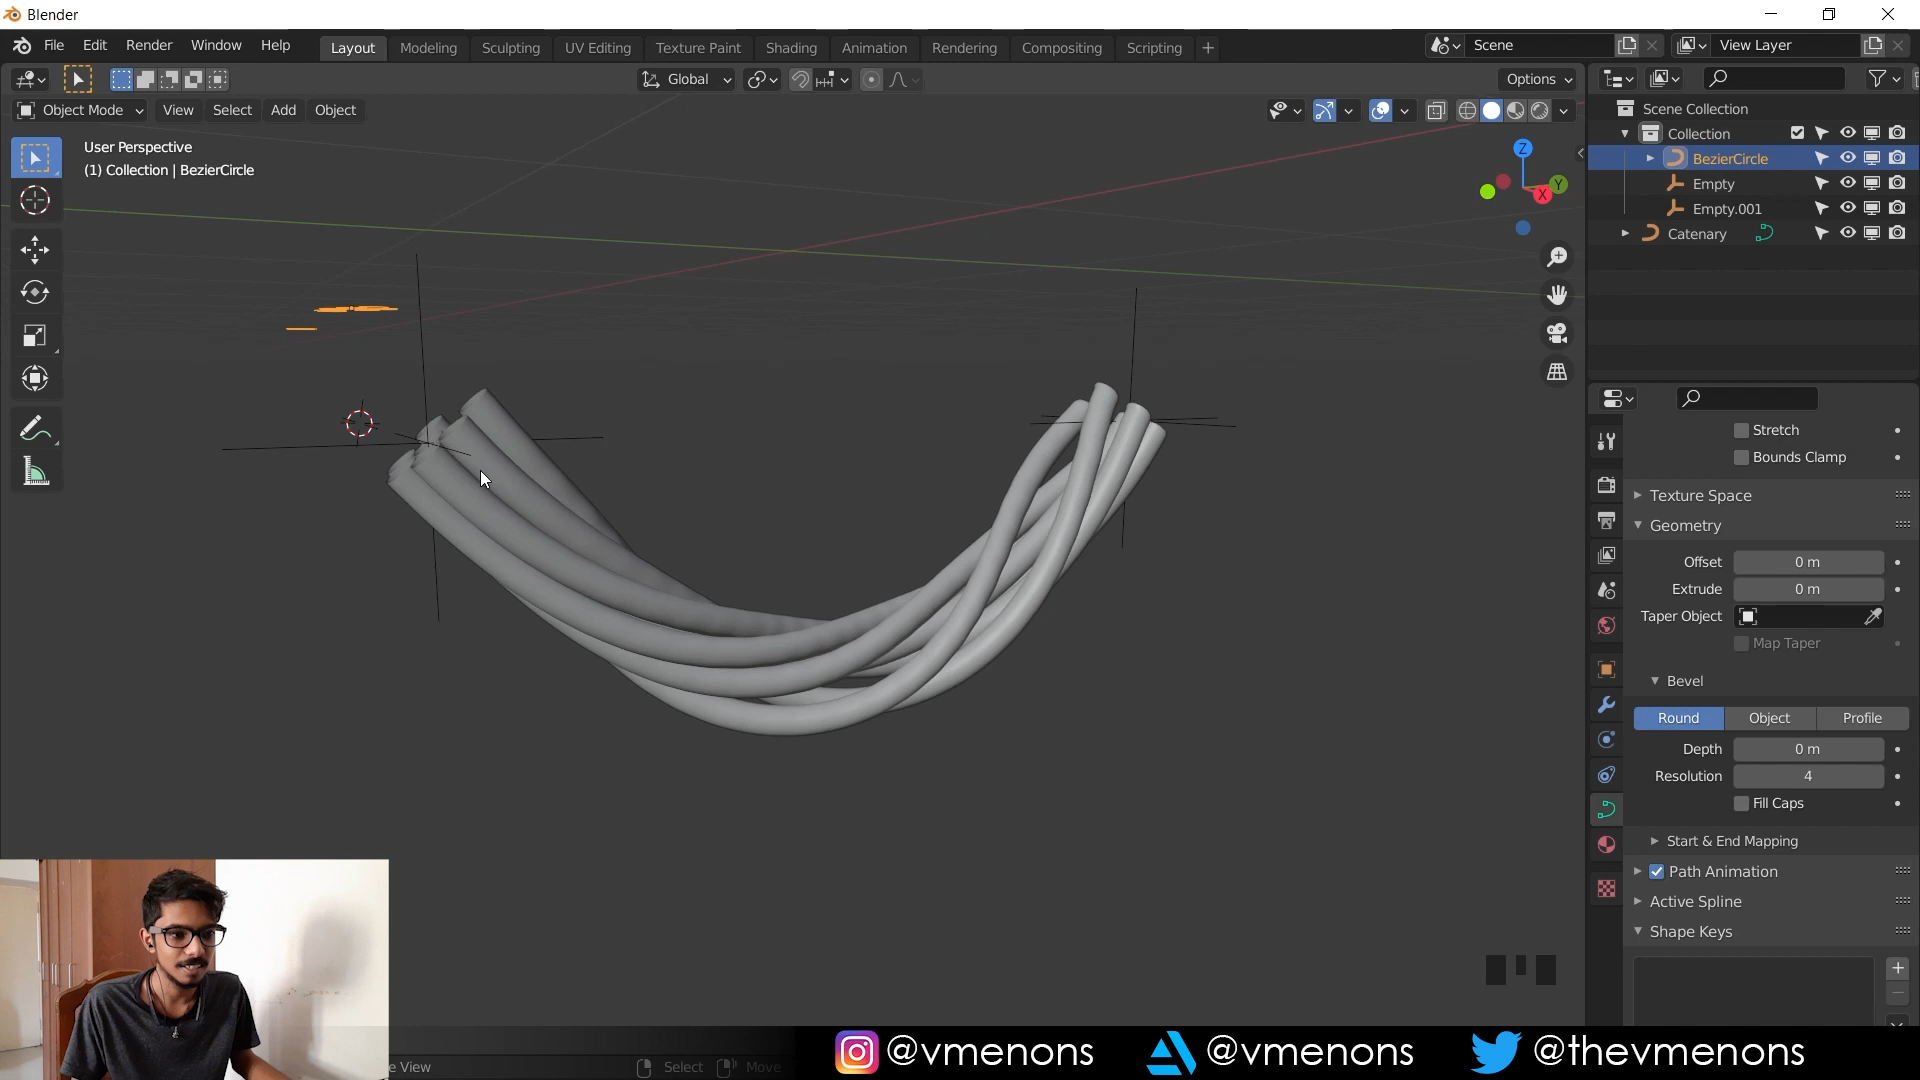 Blender
File Edit Render Window Help Layout Modeling Sculpting UV Editing Texture Paint Shading Animation Rendering Compositing Scripting + Scene View Layer
Global Options
Object Mode View Select Add Object
User Perspective
(1) Collection | BezierCircle
Z
Y
X
Scene Collection
Collection
BezierCircle
Empty
Empty.001
Catenary
Stretch
Bounds Clamp
Texture Space
Geometry
Offset 0 m
Extrude 0 m
Taper Object
Map Taper
Bevel
Round Object Profile
Depth 0 m
Resolution 4
Fill Caps
Start & End Mapping
Path Animation
Active Spline
Shape Keys
e View Select Move
@vmenons @vmenons @thevmenons